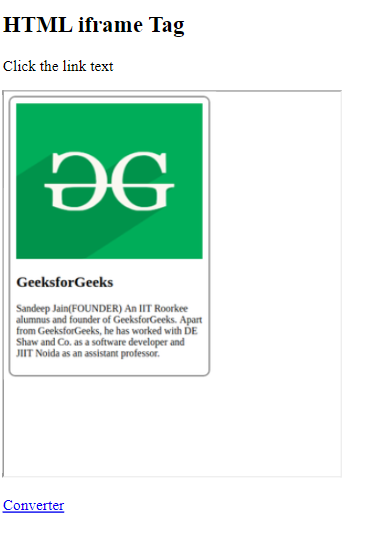 HTML iframe Tag
Click the link text
GeeksforGeeks
Sandeep Jain(FOUNDER) An IIT Roorkee
alumnus and founder of GeeksforGeeks. Apart
from GeeksforGeeks, he has worked with DE
Shaw and Co. as a software developer and
JIIT Noida as an assistant professor.
Converter